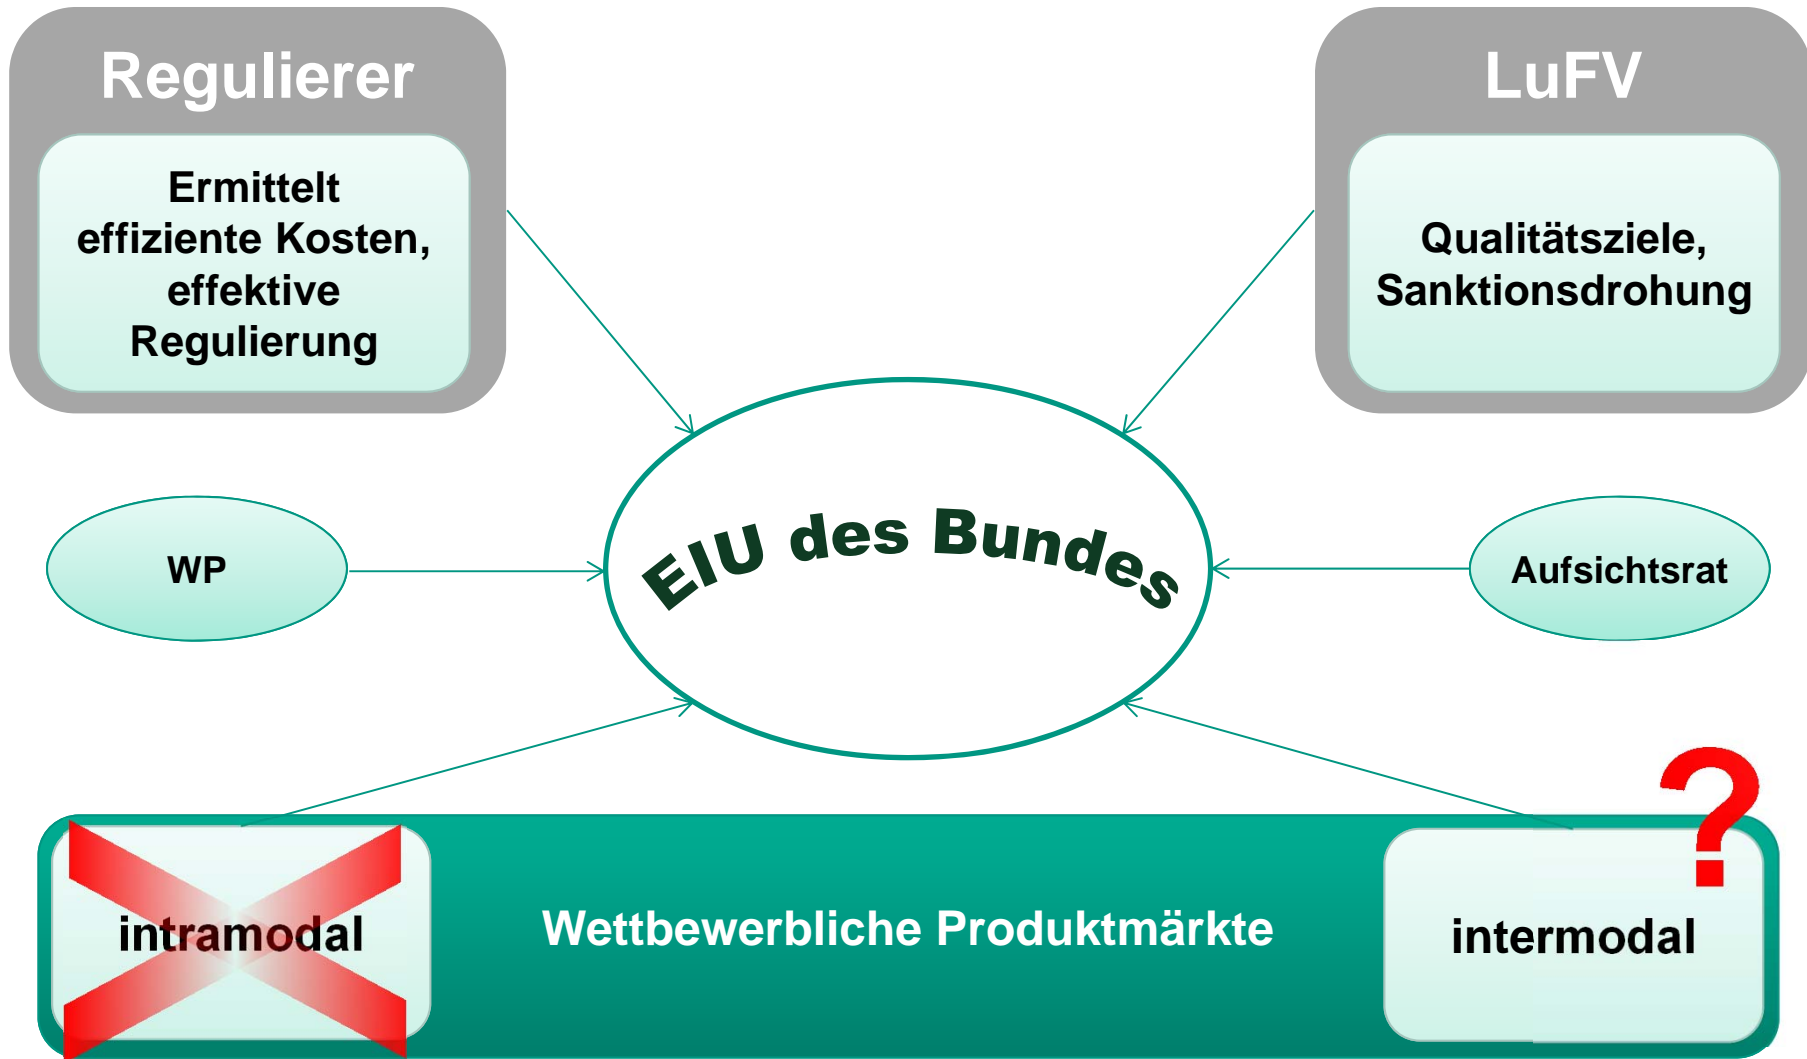 Regulierer
Ermittelt
effiziente Kosten,
effektive
Regulierung
LuFV
Qualitätsziele,
Sanktionsdrohung
WP
EIU des Bundes
Aufsichtsrat
intramodal
Wettbewerbliche Produktmärkte
?
intermodal